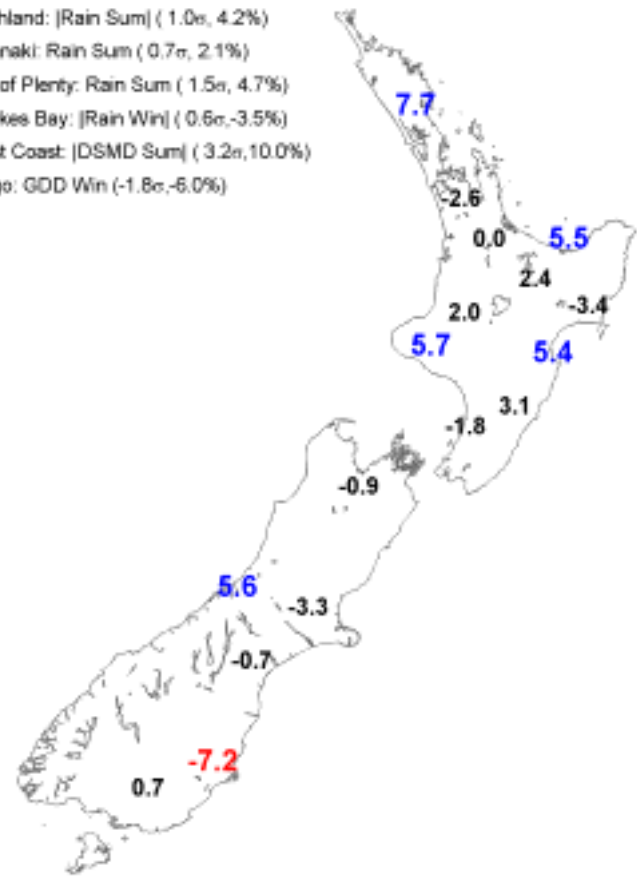 hland: |Rain Sum| ( 1.0σ, 4.2%)
naki: Rain Sum ( 0.7σ, 2.1%)
of Plenty: Rain Sum ( 1.5σ, 4.7%)
kes Bay: |Rain Win| ( 0.6σ,-3.5%)
t Coast: |DSMD Sum| ( 3.2σ,10.0%)
go: GDD Win (-1.8σ,-6.0%)
7.7
-2.6
0.0
5.5
2.4
-3.4
2.0
5.7
5.4
3.1
-1.8
-0.9
5.6
-3.3
-0.7
-7.2
0.7